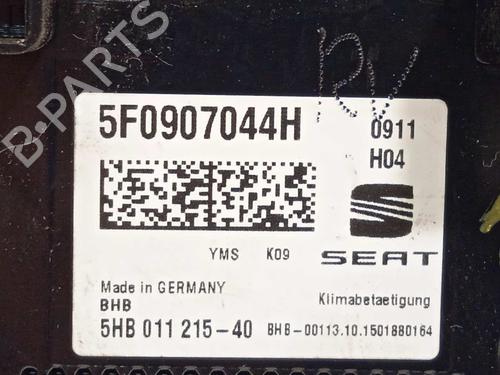 RV
5F0907044H 0911
H04
YMS K09 SEAT
Made in GERMANY
BHB Klimabetaetigung
5HB 011 215-40 BHB-00113.10.1501880164
B-PARTS